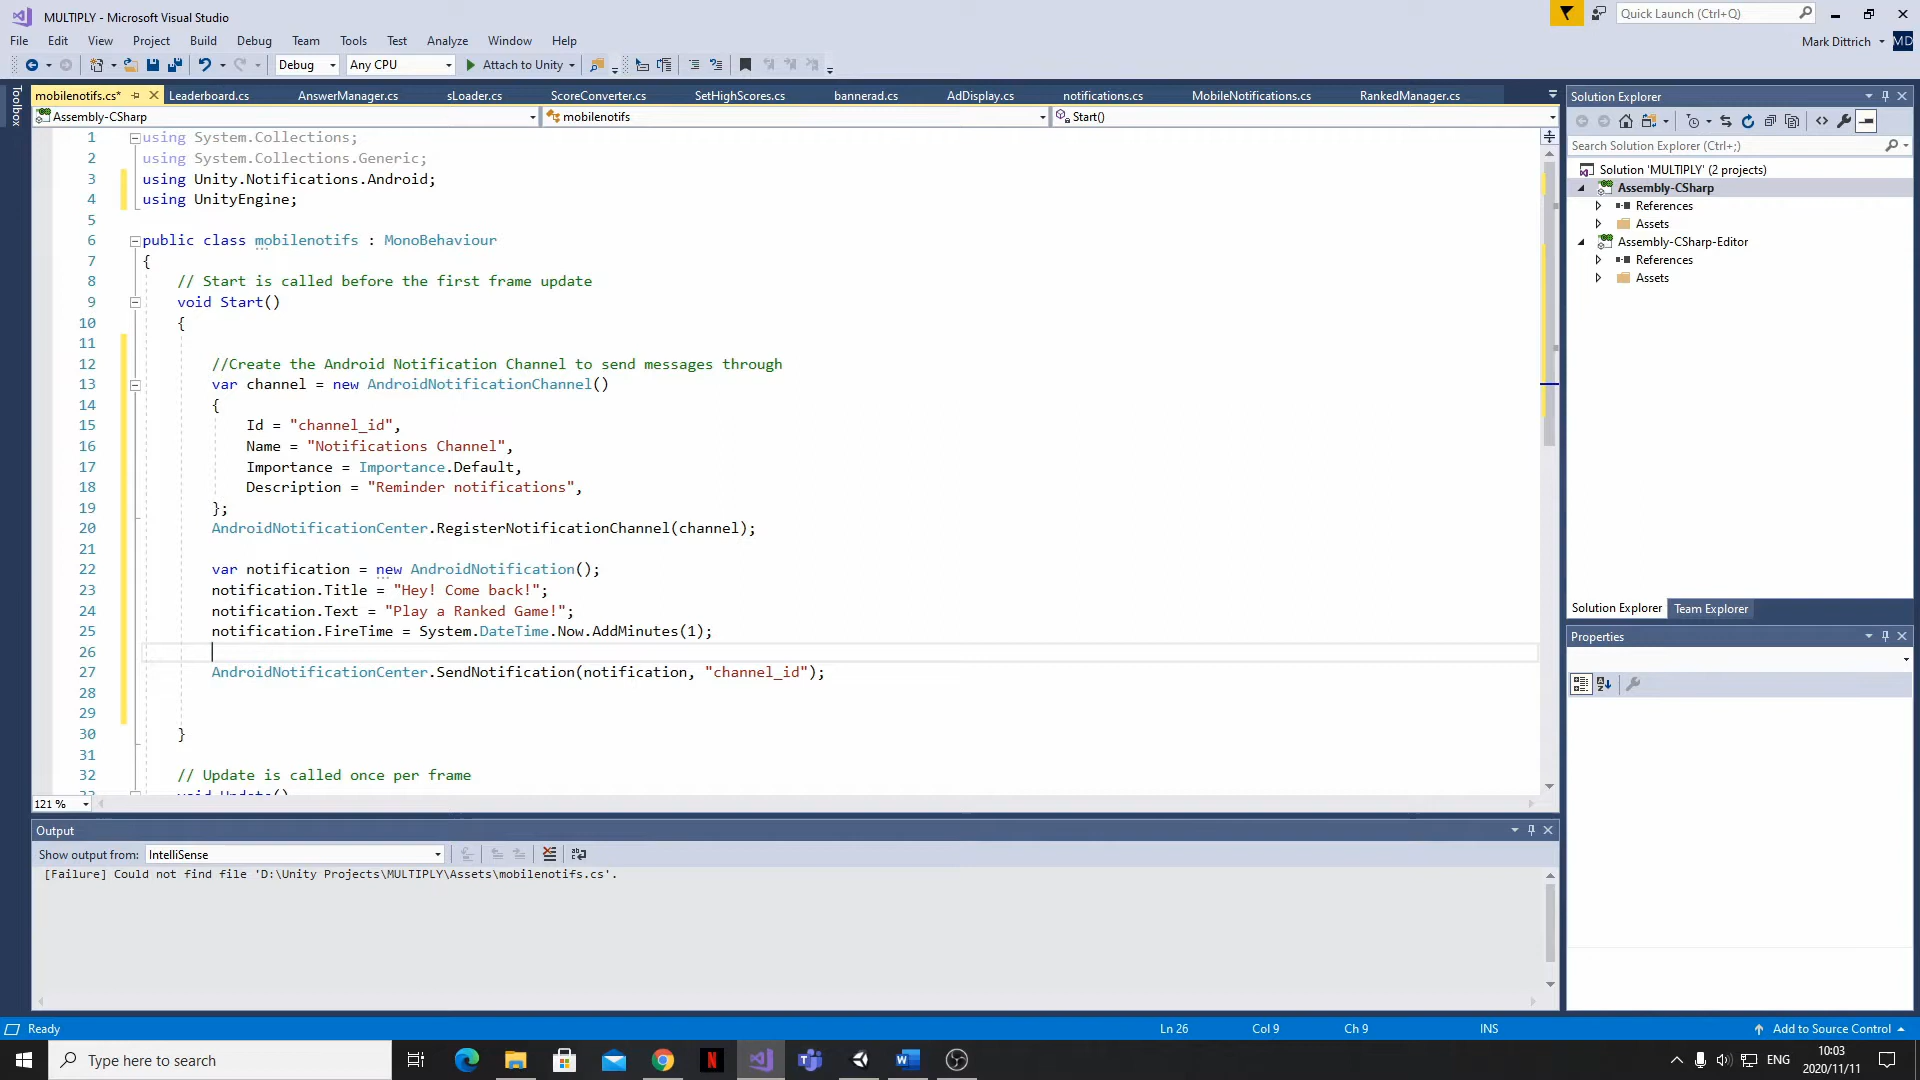 MULTIPLY - Microsoft Visual Studio
Quick Launch (Ctrl+Q)
File Edit View Project Build Debug Team Tools Test Analyze Window Help
Mark Dittrich MD
Debug Any CPU Attach to Unity
Toolbox
mobilenotifs.cs* Leaderboard.cs AnswerManager.cs sLoader.cs ScoreConverter.cs SetHighScores.cs bannerad.cs AdDisplay.cs notifications.cs MobileNotifications.cs RankedManager.cs
Assembly-CSharp mobilenotifs Start()
1 using System.Collections;
2 using System.Collections.Generic;
3 using Unity.Notifications.Android;
4 using UnityEngine;
5
6 public class mobilenotifs : MonoBehaviour
7 {
8 // Start is called before the first frame update
9 void Start()
10 {
11
12 //Create the Android Notification Channel to send messages through
13 var channel = new AndroidNotificationChannel()
14 {
15 Id = "channel_id",
16 Name = "Notifications Channel",
17 Importance = Importance.Default,
18 Description = "Reminder notifications",
19 };
20 AndroidNotificationCenter.RegisterNotificationChannel(channel);
21
22 var notification = new AndroidNotification();
23 notification.Title = "Hey! Come back!";
24 notification.Text = "Play a Ranked Game!";
25 notification.FireTime = System.DateTime.Now.AddMinutes(1);
26
27 AndroidNotificationCenter.SendNotification(notification, "channel_id");
28
29
30 }
31
32 // Update is called once per frame
33 void Update()
121 %
Solution Explorer
Search Solution Explorer (Ctrl+;)
Solution 'MULTIPLY' (2 projects)
Assembly-CSharp
References
Assets
Assembly-CSharp-Editor
References
Assets
Solution Explorer Team Explorer
Properties
Output
Show output from: IntelliSense
[Failure] Could not find file 'D:\Unity Projects\MULTIPLY\Assets\mobilenotifs.cs'.
Ready Ln 26 Col 9 Ch 9 INS Add to Source Control
Type here to search
ENG
10:03
2020/11/11